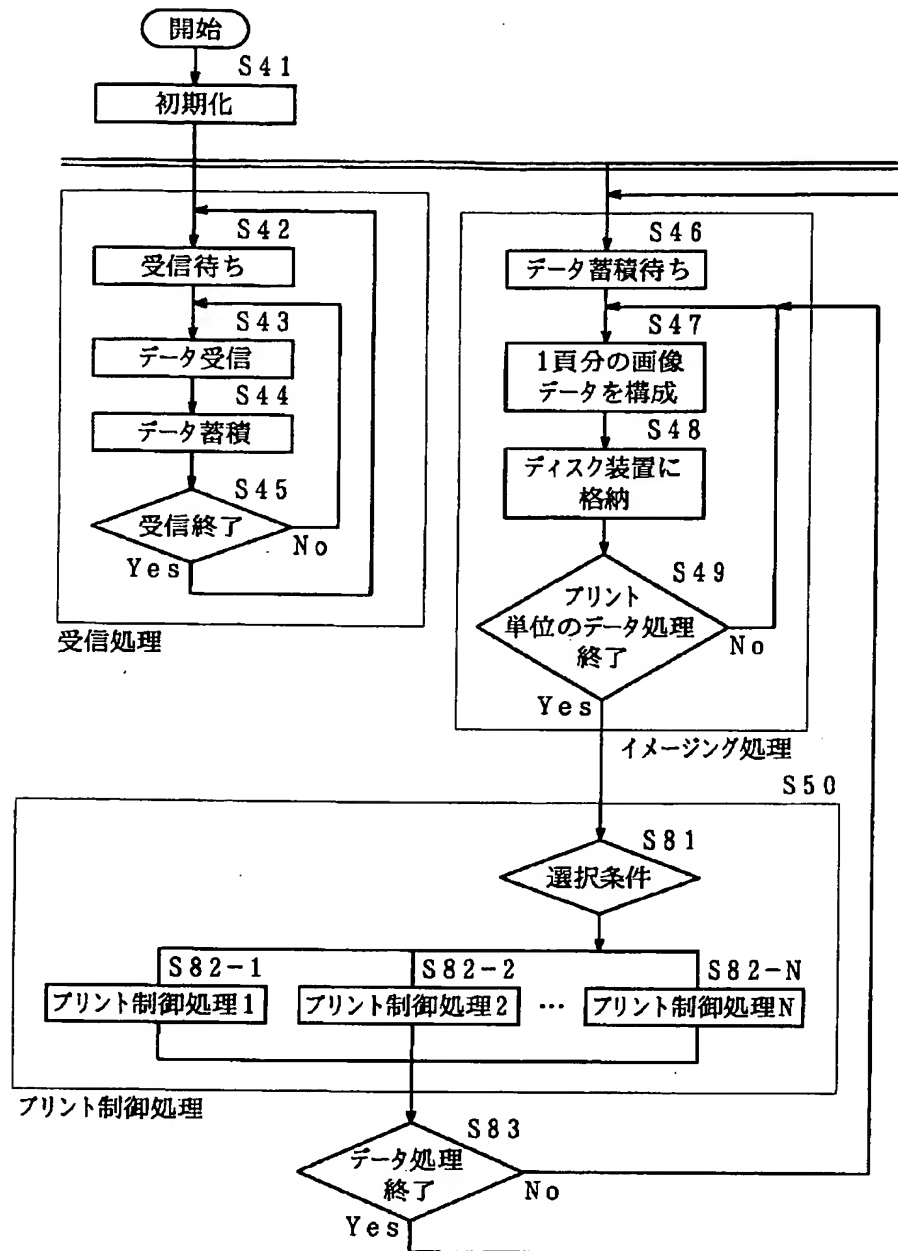 開始
S41
初期化
S42
受信待ち
S43
データ受信
S44
データ蓄積
S45
受信終了
No
Yes
受信処理
S46
データ蓄積待ち
S47
1頁分の画像
データを構成
S48
ディスク装置に
格納
S49
プリント
単位のデータ処理
終了
No
Yes
イメージング処理
S50
S81
選択条件
S82-1
プリント制御処理1
S82-2
プリント制御処理2
…
S82-N
プリント制御処理N
プリント制御処理
S83
データ処理
終了
No
Yes